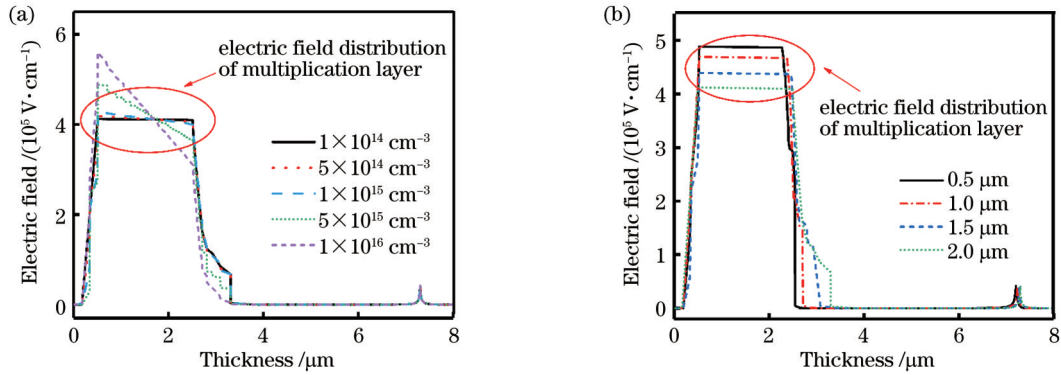 (a)
6
4
2
0
Electric field /(10⁵ V·cm⁻¹)
electric field distribution
of multiplication layer
1×10¹⁴ cm⁻³
5×10¹⁴ cm⁻³
1×10¹⁵ cm⁻³
5×10¹⁵ cm⁻³
1×10¹⁶ cm⁻³
0 2 4 6 8
Thickness /μm
(b)
5
4
3
2
1
0
Electric field /(10⁵ V·cm⁻¹)
electric field distribution
of multiplication layer
0.5 μm
1.0 μm
1.5 μm
2.0 μm
0 2 4 6 8
Thickness /μm